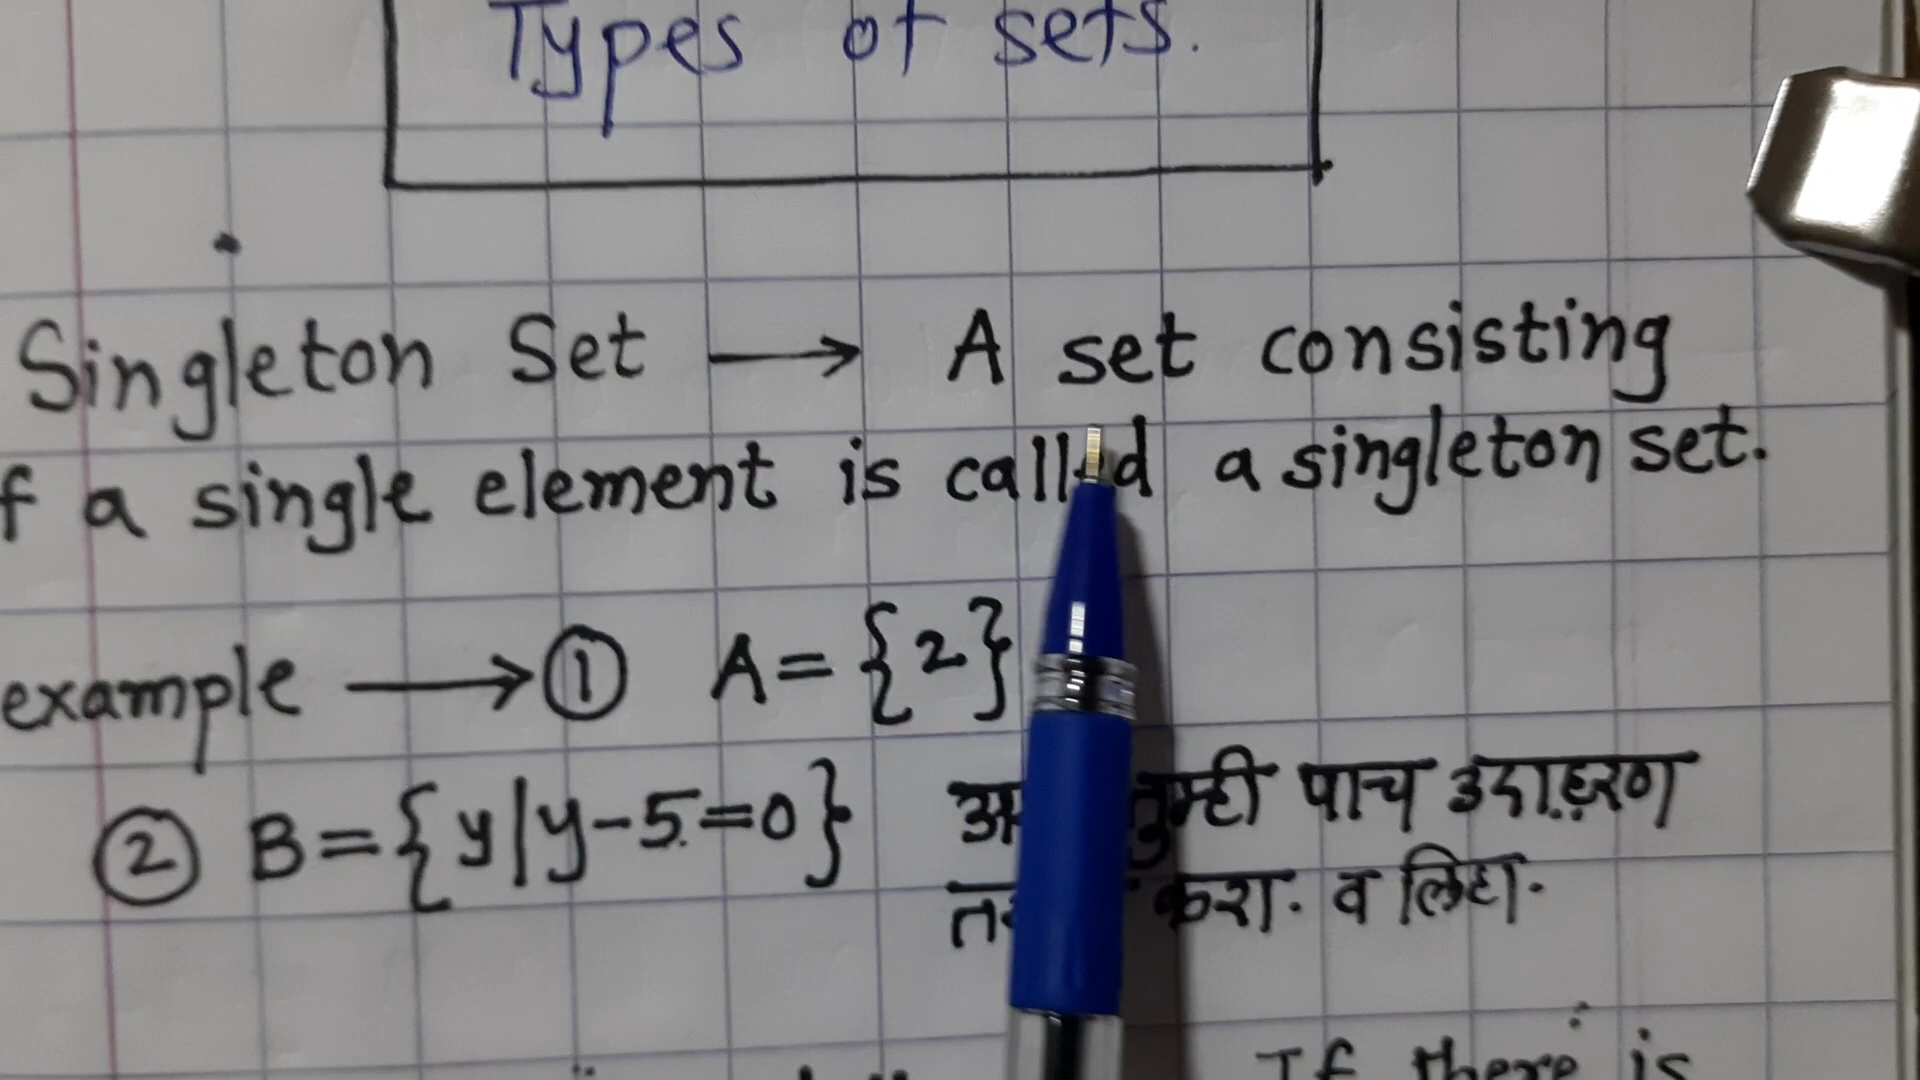 Types of sets.
Singleton Set → A set consisting
f a single element is called a singleton set.
example → ① A = {2}
② B = {y|y-5=0} तुम्ही पाच उदाहरण
करा. व लिहा.
If there is